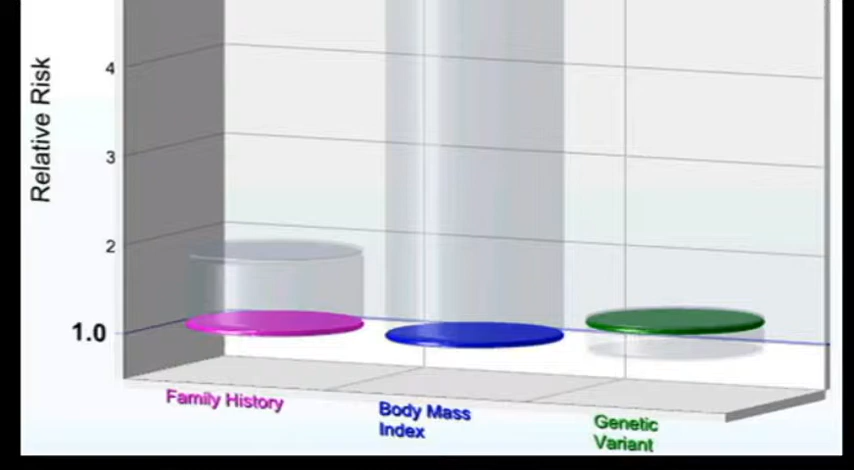 Relative Risk
4
3
2
1.0
Family History
Body Mass
Index
Genetic
Variant